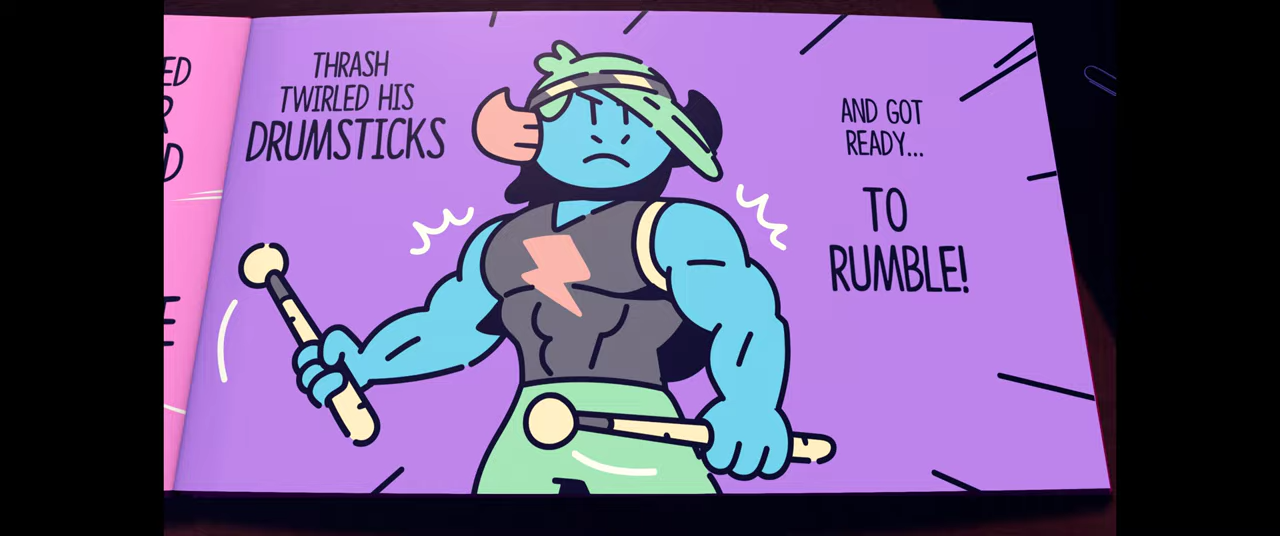 THRASH
TWIRLED HIS
DRUMSTICKS
AND GOT
READY...
TO
RUMBLE!